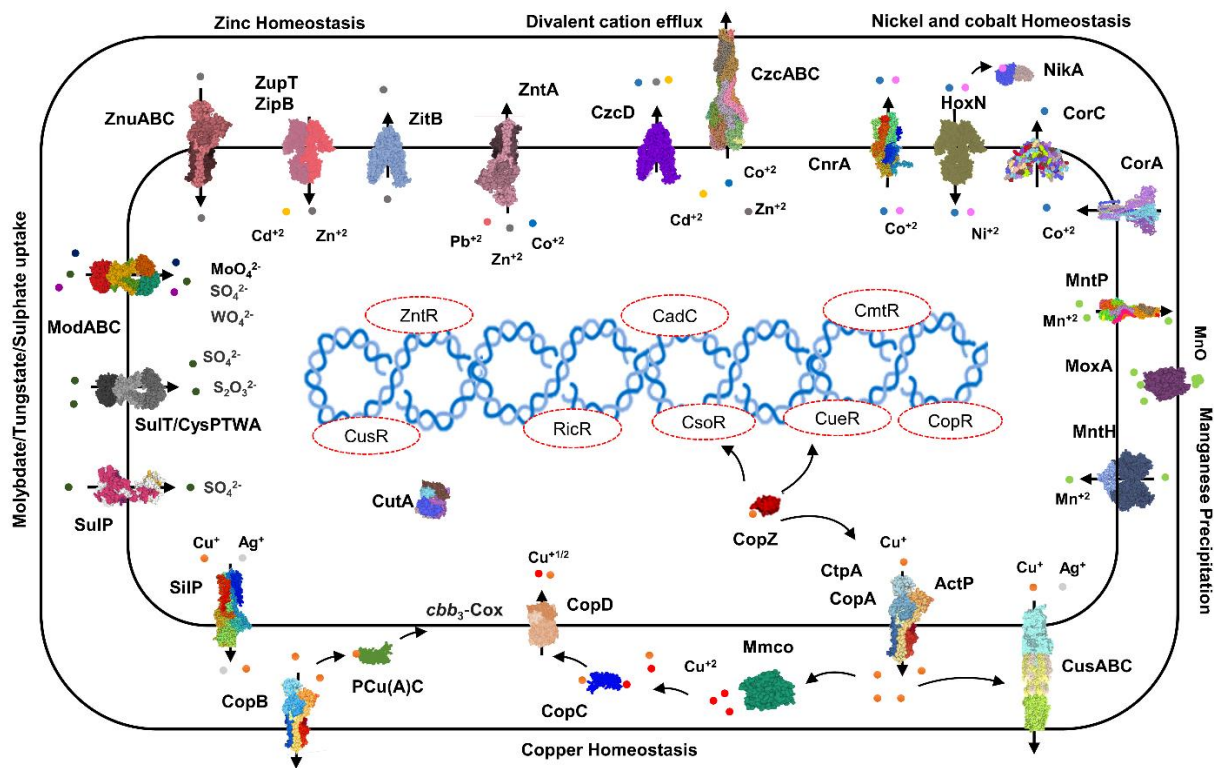 Zinc Homeostasis
Divalent cation efflux
Nickel and cobalt Homeostasis
ZnuABC
ZupT
ZipB
ZitB
ZntA
CzcD
CzcABC
HoxN
NikA
CnrA
CorC
CorA
Cd+2
Zn+2
Pb+2
Zn+2
Co+2
Cd+2
Co+2
Zn+2
Co+2
Ni+2
Co+2
Molybdate/Tungstate/Sulphate uptake
ModABC
MoO₄²⁻
SO₄²⁻
WO₄²⁻
SO₄²⁻
S₂O₃²⁻
SulT/CysPTWA
SulP
SO₄²⁻
ZntR
CadC
CmtR
CusR
RicR
CsoR
CueR
CopR
CutA
CopZ
MntP
Mn+2
MoxA
MnO
MntH
Mn+2
Manganese Precipitation
Cu+
Ag+
SilP
CopB
PCu(A)C
cbb₃-Cox
Cu+1/2
CopD
CopC
Cu+2
Mmco
Cu+
CtpA
CopA
ActP
Cu+
Ag+
CusABC
Copper Homeostasis